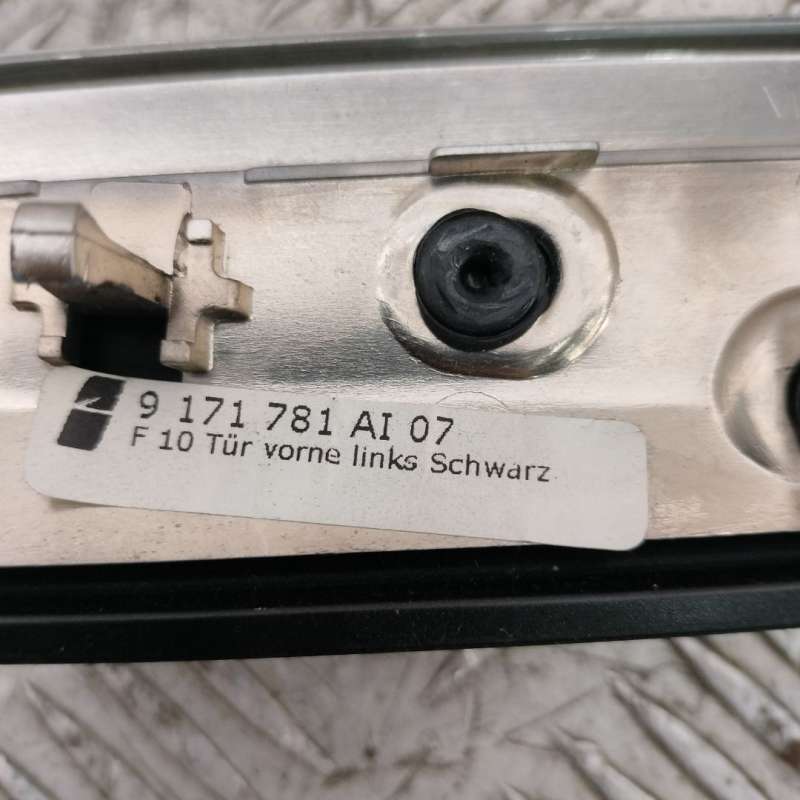 9 171 781 AI 07
F 10 Tür vorne links Schwarz